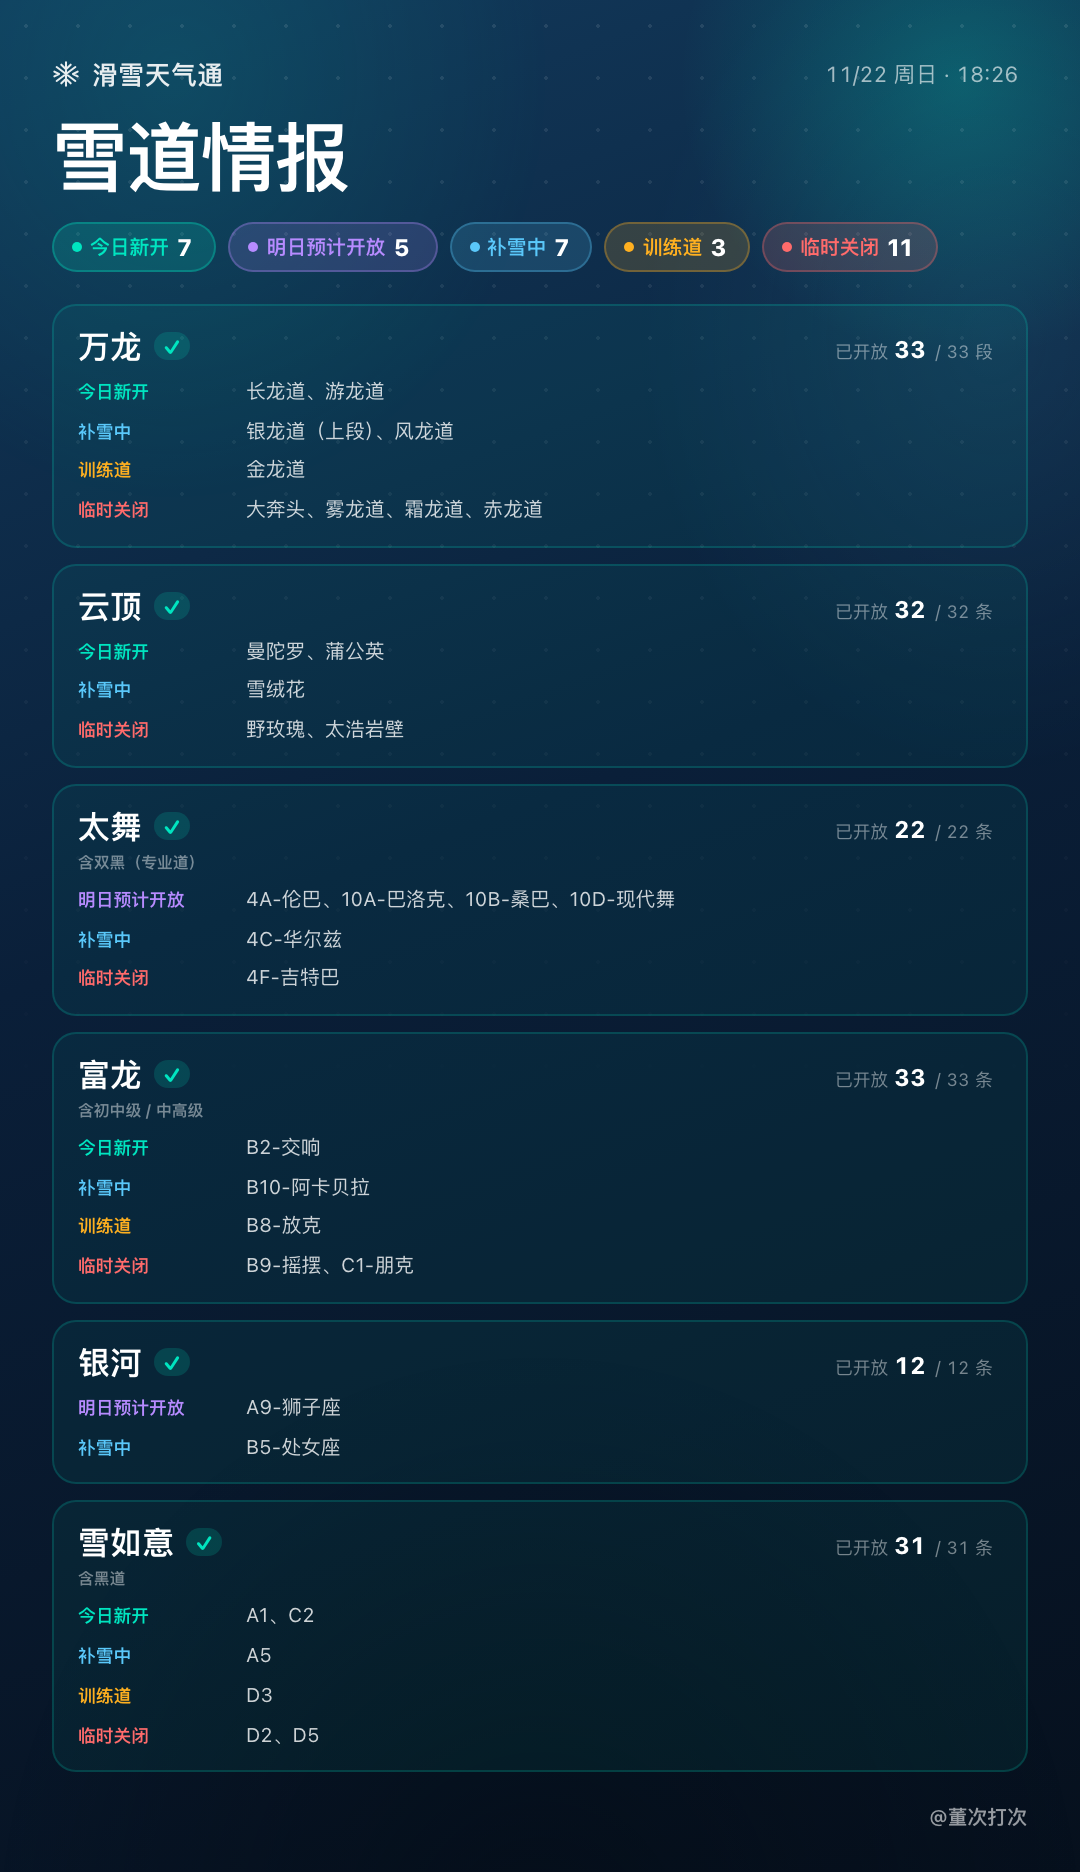 滑雪天气通
11/22 周日 · 18:26
雪道情报
今日新开 7
明日预计开放 5
补雪中 7
训练道 3
临时关闭 11
万龙
已开放 33 / 33 段
今日新开 长龙道、游龙道
补雪中 银龙道（上段）、风龙道
训练道 金龙道
临时关闭 大奔头、雾龙道、霜龙道、赤龙道
云顶
已开放 32 / 32 条
今日新开 曼陀罗、蒲公英
补雪中 雪绒花
临时关闭 野玫瑰、太浩岩壁
太舞
已开放 22 / 22 条
含双黑（专业道）
明日预计开放 4A-伦巴、10A-巴洛克、10B-桑巴、10D-现代舞
补雪中 4C-华尔兹
临时关闭 4F-吉特巴
富龙
已开放 33 / 33 条
含初中级 / 中高级
今日新开 B2-交响
补雪中 B10-阿卡贝拉
训练道 B8-放克
临时关闭 B9-摇摆、C1-朋克
银河
已开放 12 / 12 条
明日预计开放 A9-狮子座
补雪中 B5-处女座
雪如意
已开放 31 / 31 条
含黑道
今日新开 A1、C2
补雪中 A5
训练道 D3
临时关闭 D2、D5
@董次打次